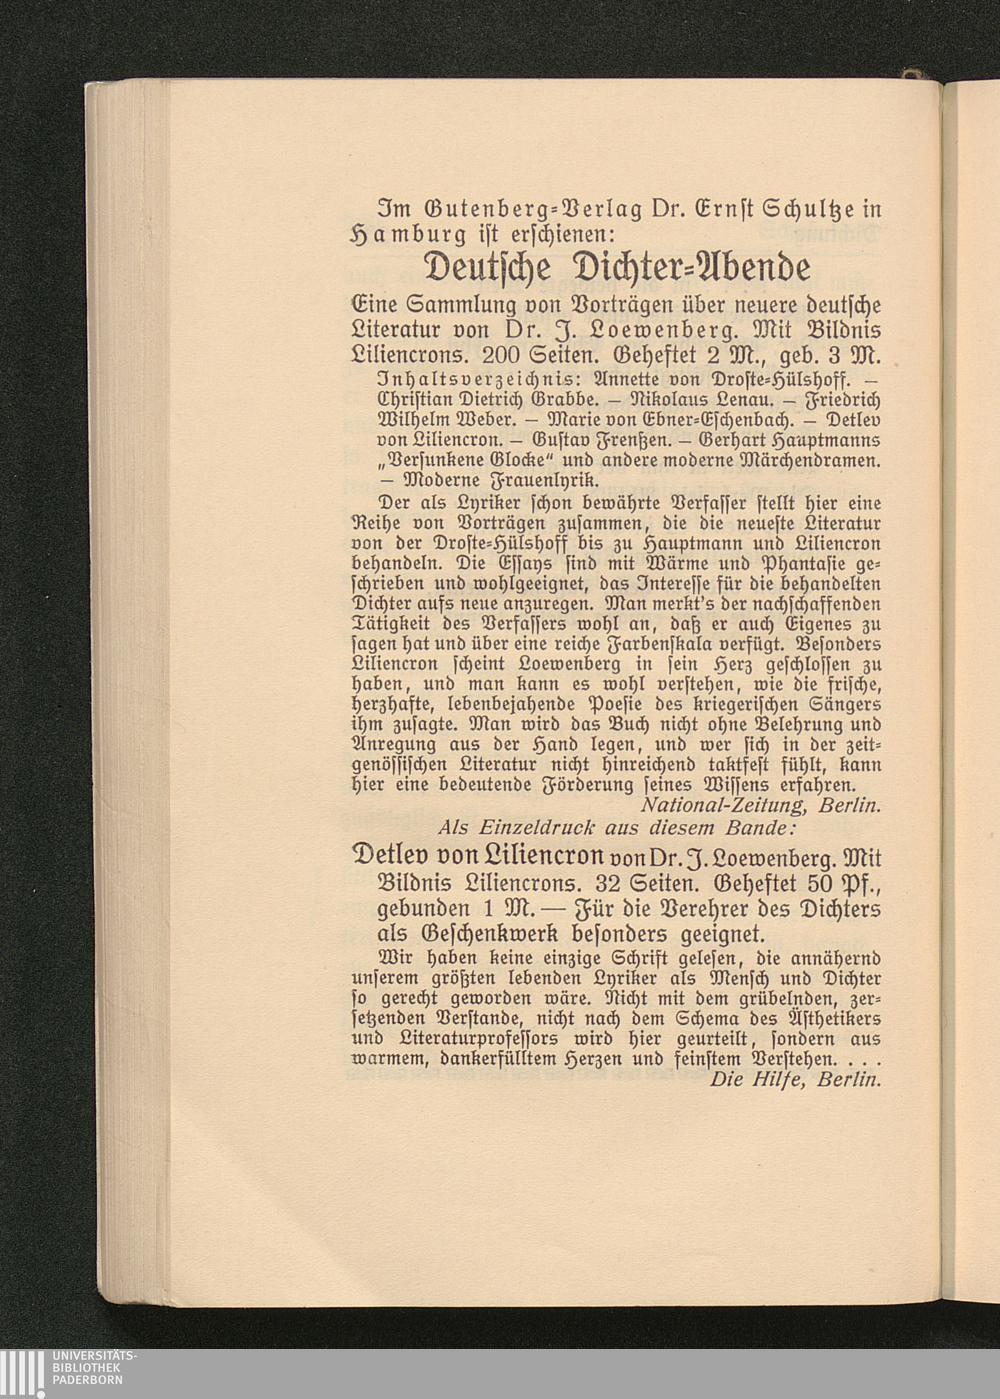 Im Gutenberg-Verlag Dr. Ernst Schultze in
Hamburg ist erschienen:
Deutsche Dichter-Abende
Eine Sammlung von Vorträgen über neuere deutsche
Literatur von Dr. J. Loewenberg. Mit Bildnis
Liliencrons. 200 Seiten. Geheftet 2 M., geb. 3 M.
Inhaltsverzeichnis: Annette von Droste-Hülshoff. —
Christian Dietrich Grabbe. — Nikolaus Lenau. — Friedrich
Wilhelm Weber. — Marie von Ebner-Eschenbach. — Detlev
von Liliencron. — Gustav Frenßen. — Gerhart Hauptmanns
„Versunkene Glocke“ und andere moderne Märchendramen.
— Moderne Frauenlyrik.
Der als Lyriker schon bewährte Verfasser stellt hier eine
Reihe von Vorträgen zusammen, die die neueste Literatur
von der Droste-Hülshoff bis zu Hauptmann und Liliencron
behandeln. Die Essays sind mit Wärme und Phantasie ge-
schrieben und wohlgeeignet, das Interesse für die behandelten
Dichter aufs neue anzuregen. Man merkt's der nachschaffenden
Tätigkeit des Verfassers wohl an, daß er auch Eigenes zu
sagen hat und über eine reiche Farbenskala verfügt. Besonders
Liliencron scheint Loewenberg in sein Herz geschlossen zu
haben, und man kann es wohl verstehen, wie die frische,
herzhafte, lebenbejahende Poesie des kriegerischen Sängers
ihm zusagte. Man wird das Buch nicht ohne Belehrung und
Anregung aus der Hand legen, und wer sich in der zeit-
genössischen Literatur nicht hinreichend taktfest fühlt, kann
hier eine bedeutende Förderung seines Wissens erfahren.
National-Zeitung, Berlin.
Als Einzeldruck aus diesem Bande:
Detlev von Liliencron von Dr. J. Loewenberg. Mit
Bildnis Liliencrons. 32 Seiten. Geheftet 50 Pf.,
gebunden 1 M. — Für die Verehrer des Dichters
als Geschenkwerk besonders geeignet.
Wir haben keine einzige Schrift gelesen, die annähernd
unserem größten lebenden Lyriker als Mensch und Dichter
so gerecht geworden wäre. Nicht mit dem grübelnden, zer-
setzenden Verstande, nicht nach dem Schema des Ästhetikers
und Literaturprofessors wird hier geurteilt, sondern aus
warmem, dankerfülltem Herzen und feinstem Verstehen. . . .
Die Hilfe, Berlin.
UNIVERSITÄTS-
BIBLIOTHEK
PADERBORN